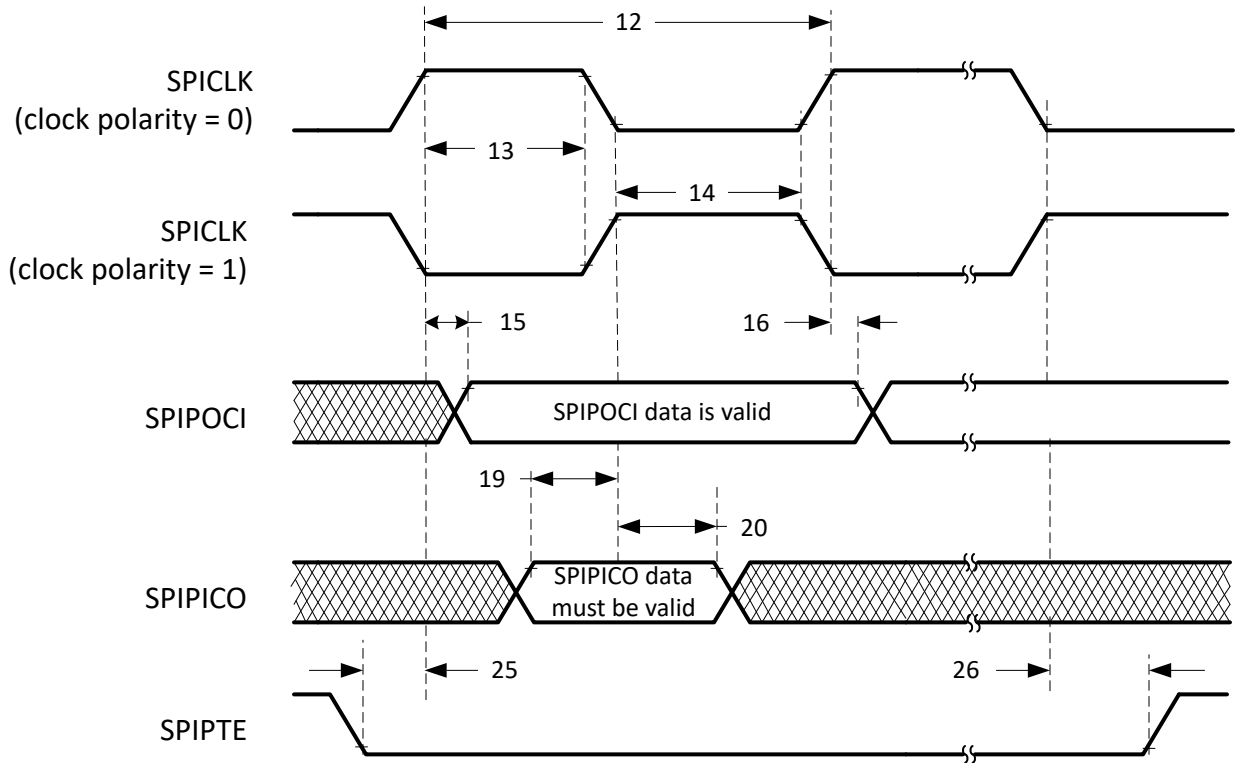 12
SPICLK
(clock polarity = 0)
13
14
SPICLK
(clock polarity = 1)
15
16
SPIPOCI
SPIPOCI data is valid
19
20
SPIPICO
SPIPICO data
must be valid
25
26
SPIPTE